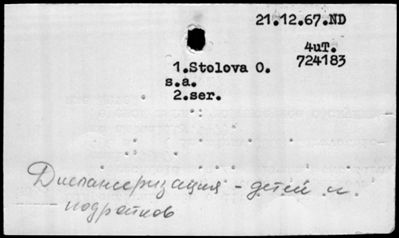 21.12.67.ND
4uT.
724183
1.Stolova O.
s.a.
2.ser.
Диспансеризация - детей и.
подростков